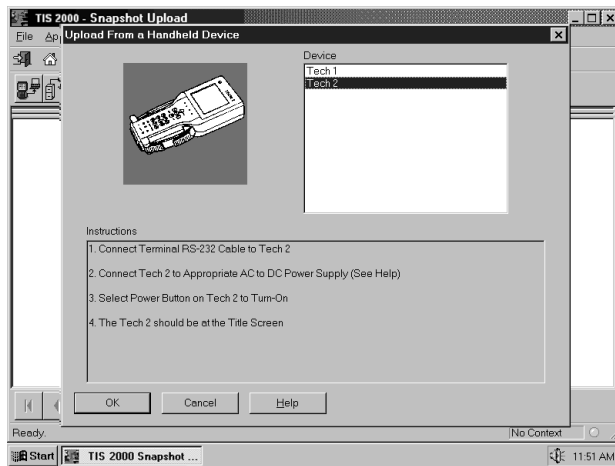 TIS 2000 - Snapshot Upload
File
Upload From a Handheld Device
Device
Tech 1
Tech 2
Instructions
1. Connect Terminal RS-232 Cable to Tech 2
2. Connect Tech 2 to Appropriate AC to DC Power Supply (See Help)
3. Select Power Button on Tech 2 to Turn-On
4. The Tech 2 should be at the Title Screen
OK Cancel Help
Ready. No Context
Start TIS 2000 Snapshot ... 11:51 AM